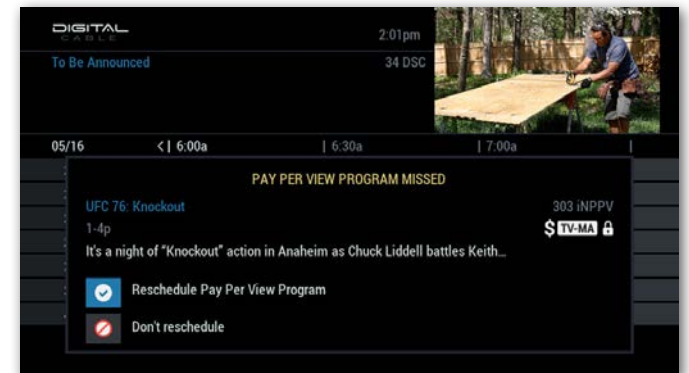 DIGITAL
CABLE
2:01pm
To Be Announced
34 DSC
05/16
<| 6:00a
| 6:30a
| 7:00a
|
PAY PER VIEW PROGRAM MISSED
UFC 76: Knockout
303 iNPPV
1-4p
$ TV-MA
It's a night of “Knockout” action in Anaheim as Chuck Liddell battles Keith...
Reschedule Pay Per View Program
Don't reschedule